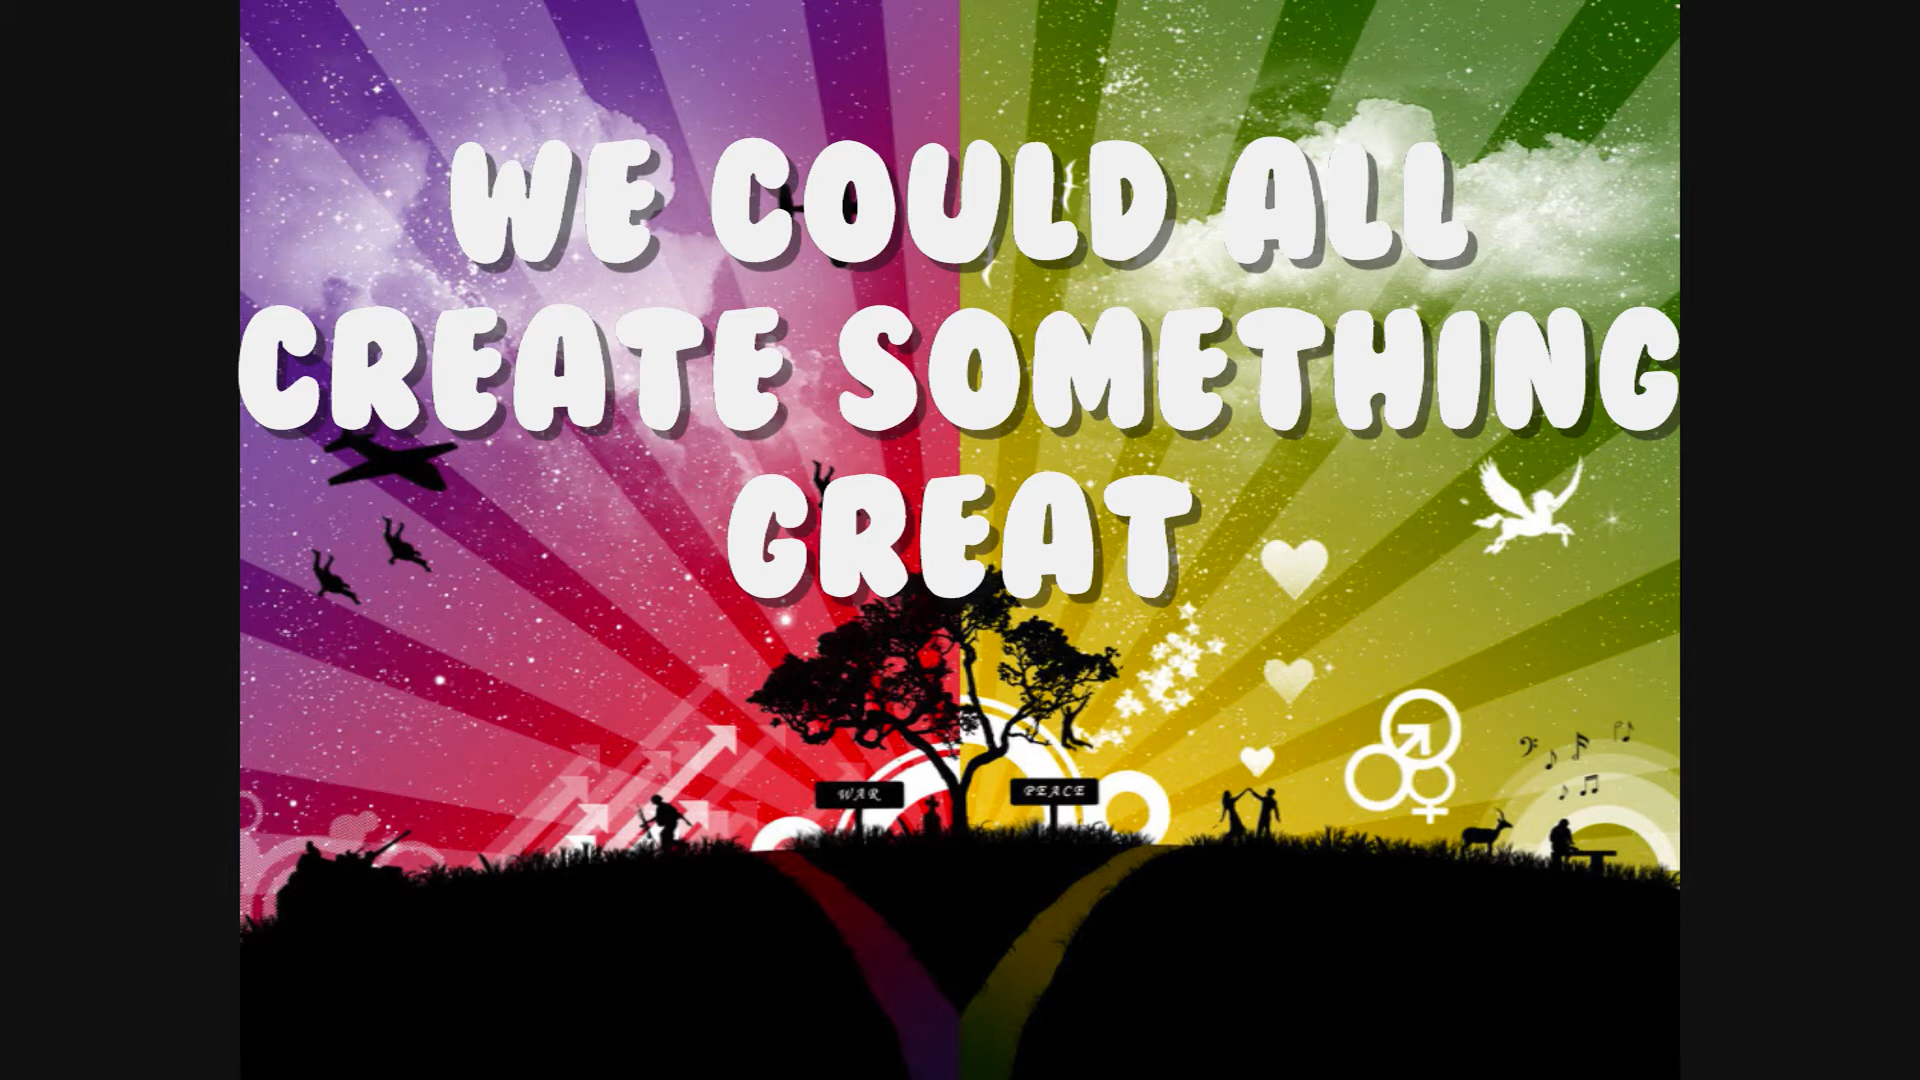 WE COULD ALL
CREATE SOMETHING
GREAT
WAR
PEACE